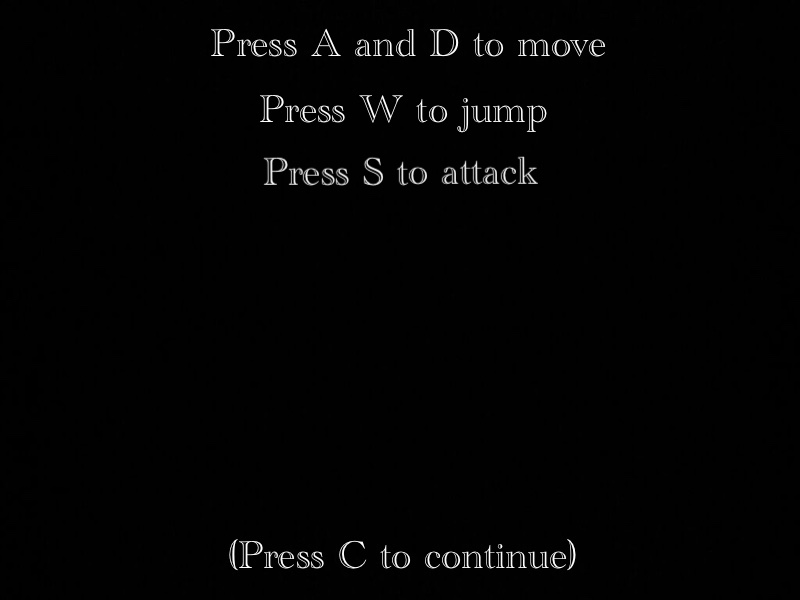 Press A and D to move
Press W to jump
Press S to attack
(Press C to continue)